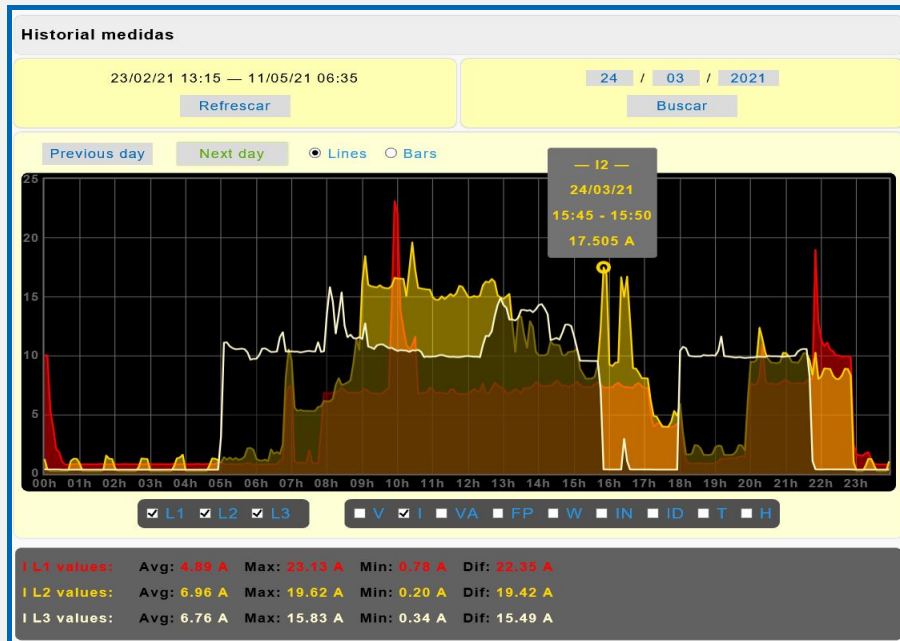 Historial medidas
23/02/21 13:15 — 11/05/21 06:35
Refrescar
24 / 03 / 2021
Buscar
Previous day Next day Lines Bars
— I2 —
24/03/21
15:45 - 15:50
17.505 A
25
20
15
10
5
0
00h 01h 02h 03h 04h 05h 06h 07h 08h 09h 10h 11h 12h 13h 14h 15h 16h 17h 18h 19h 20h 21h 22h 23h
L1 L2 L3 V I VA FP W IN ID T H
I L1 values: Avg: 4.89 A Max: 23.13 A Min: 0.78 A Dif: 22.35 A
I L2 values: Avg: 6.96 A Max: 19.62 A Min: 0.20 A Dif: 19.42 A
I L3 values: Avg: 6.76 A Max: 15.83 A Min: 0.34 A Dif: 15.49 A